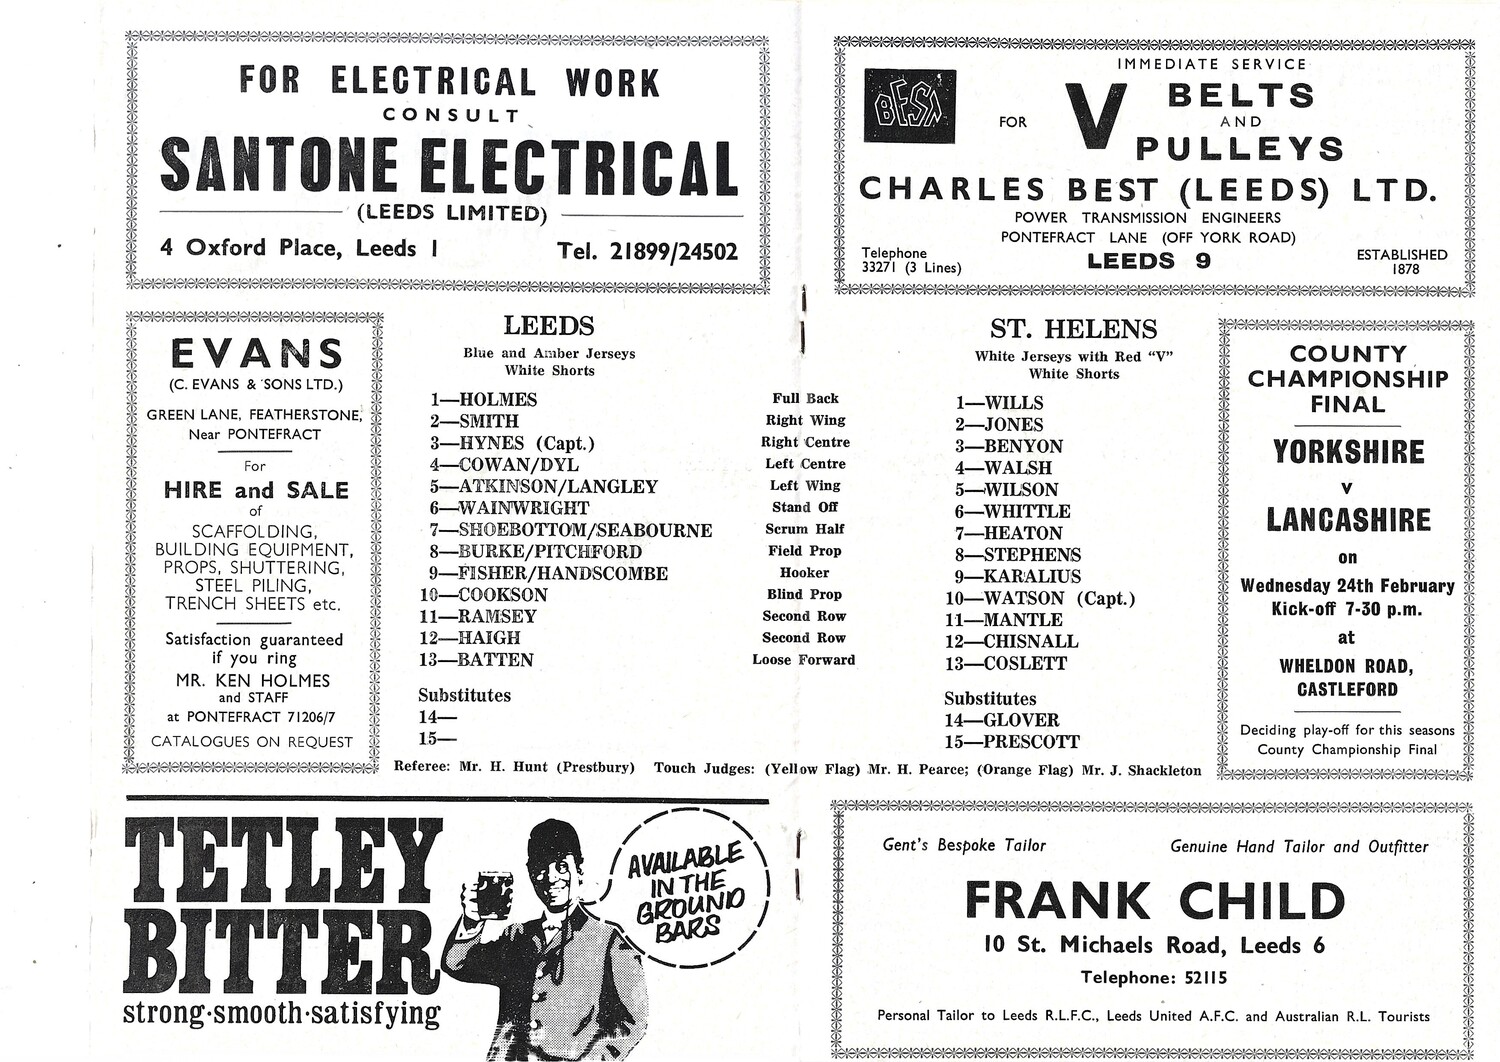 FOR ELECTRICAL WORK
CONSULT
SANTONE ELECTRICAL
(LEEDS LIMITED)
4 Oxford Place, Leeds 1 Tel. 21899/24502
BESN
IMMEDIATE SERVICE
FOR V BELTS
AND
PULLEYS
CHARLES BEST (LEEDS) LTD.
POWER TRANSMISSION ENGINEERS
PONTEFRACT LANE (OFF YORK ROAD)
Telephone
33271 (3 Lines)
LEEDS 9
ESTABLISHED
1878
EVANS
(C. EVANS & SONS LTD.)
GREEN LANE, FEATHERSTONE,
Near PONTEFRACT
For
HIRE and SALE
of
SCAFFOLDING,
BUILDING EQUIPMENT,
PROPS, SHUTTERING,
STEEL PILING,
TRENCH SHEETS etc.
Satisfaction guaranteed
if you ring
MR. KEN HOLMES
and STAFF
at PONTEFRACT 71206/7
CATALOGUES ON REQUEST
LEEDS
Blue and Amber Jerseys
White Shorts
1—HOLMES
2—SMITH
3—HYNES (Capt.)
4—COWAN/DYL
5—ATKINSON/LANGLEY
6—WAINWRIGHT
7—SHOEBOTTOM/SEABOURNE
8—BURKE/PITCHFORD
9—FISHER/HANDSCOMBE
10—COOKSON
11—RAMSEY
12—HAIGH
13—BATTEN
Substitutes
14—
15—
Full Back
Right Wing
Right Centre
Left Centre
Left Wing
Stand Off
Scrum Half
Field Prop
Hooker
Blind Prop
Second Row
Second Row
Loose Forward
ST. HELENS
White Jerseys with Red "V"
White Shorts
1—WILLS
2—JONES
3—BENYON
4—WALSH
5—WILSON
6—WHITTLE
7—HEATON
8—STEPHENS
9—KARALIUS
10—WATSON (Capt.)
11—MANTLE
12—CHISNALL
13—COSLETT
Substitutes
14—GLOVER
15—PRESCOTT
Referee: Mr. H. Hunt (Prestbury) Touch Judges: (Yellow Flag) Mr. H. Pearce; (Orange Flag) Mr. J. Shackleton
COUNTY
CHAMPIONSHIP
FINAL
YORKSHIRE
v
LANCASHIRE
on
Wednesday 24th February
Kick-off 7-30 p.m.
at
WHELDON ROAD,
CASTLEFORD
Deciding play-off for this seasons
County Championship Final
TETLEY
BITTER
strong·smooth·satisfying
AVAILABLE
IN THE
GROUND
BARS
Gent's Bespoke Tailor Genuine Hand Tailor and Outfitter
FRANK CHILD
10 St. Michaels Road, Leeds 6
Telephone: 52115
Personal Tailor to Leeds R.L.F.C., Leeds United A.F.C. and Australian R.L. Tourists